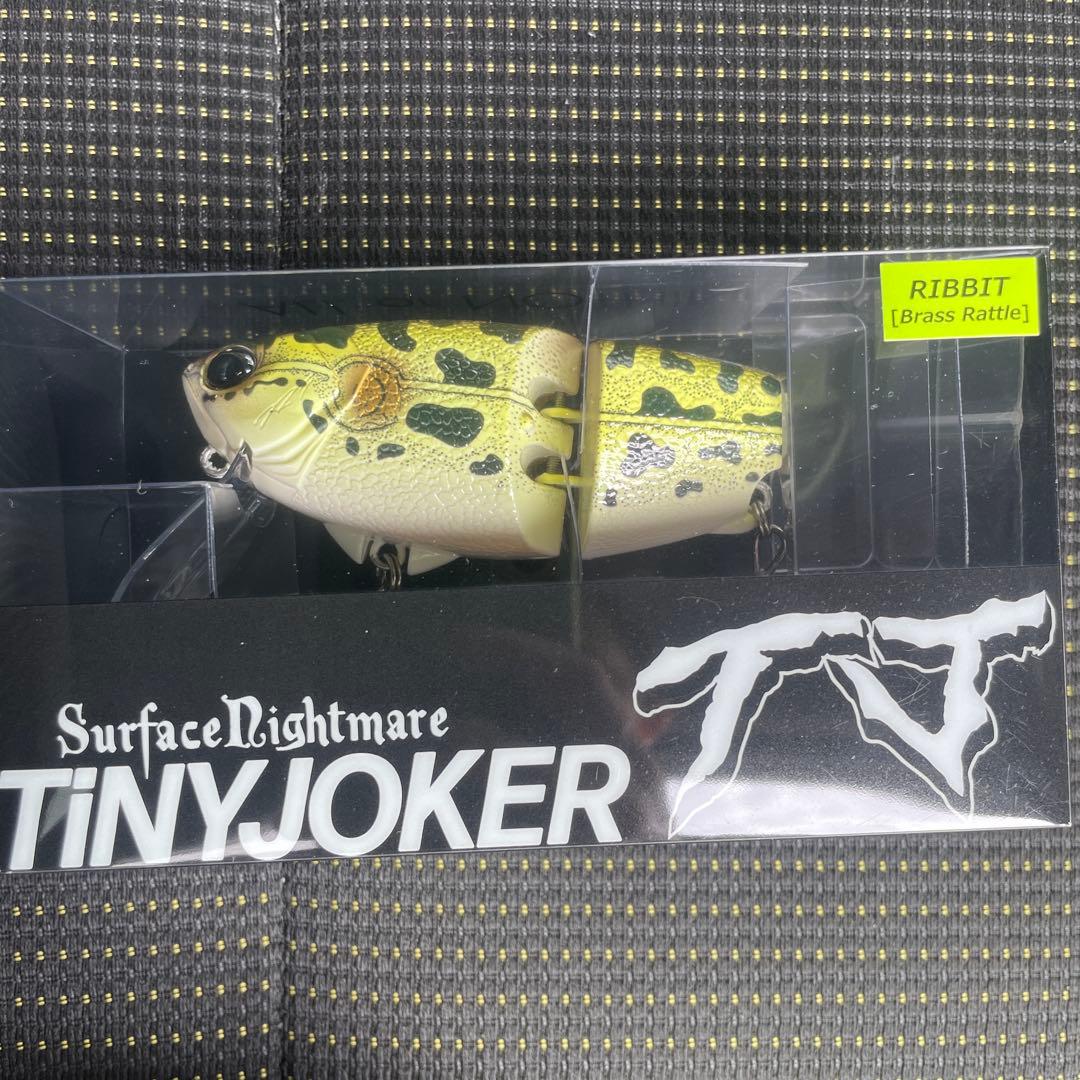 RIBBIT
[Brass Rattle]
SurfaceNightmare
TiNYJOKER
TJ